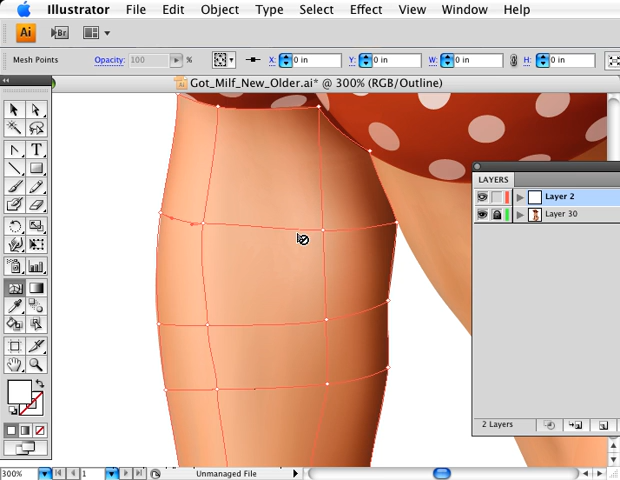 Illustrator File Edit Object Type Select Effect View Window Help
Ai Br
Mesh Points Opacity: 100 % X: 0 in Y: 0 in W: 0 in H: 0 in
Got_Milf_New_Older.ai* @ 300% (RGB/Outline)
LAYERS
Layer 2
Layer 30
2 Layers
300% 1 Unmanaged File